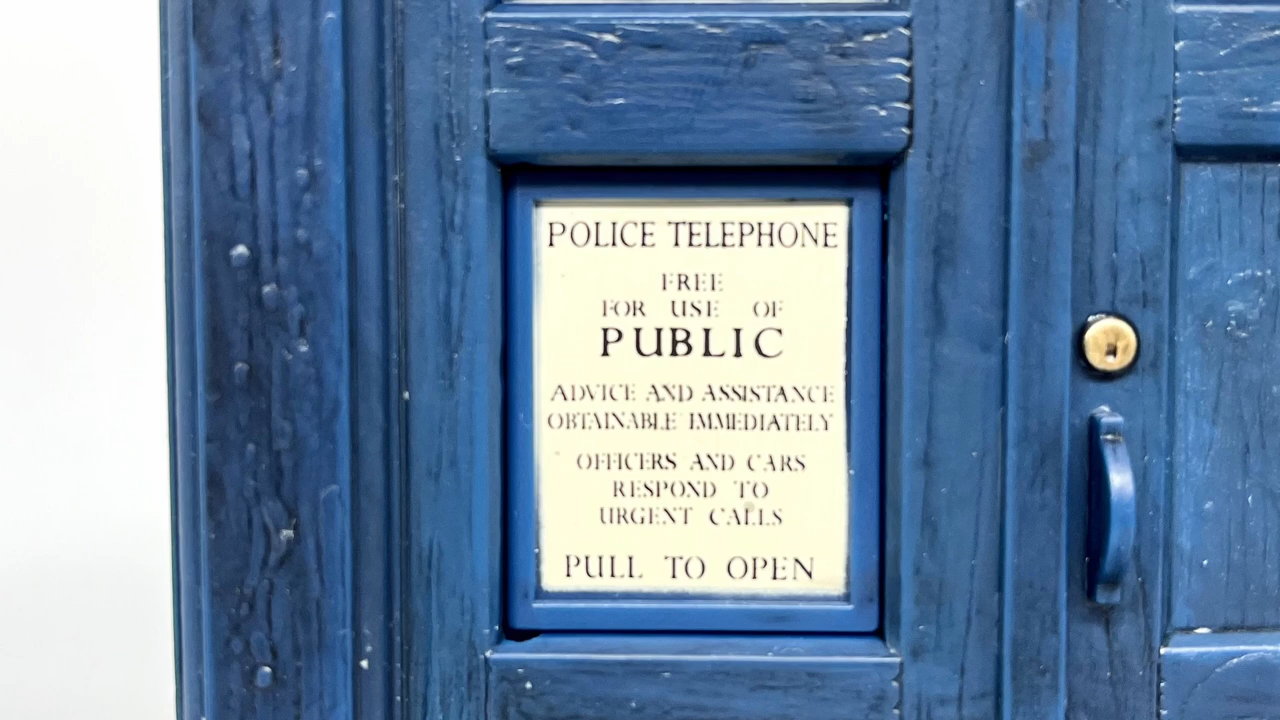 POLICE TELEPHONE
FREE
FOR USE OF
PUBLIC
ADVICE AND ASSISTANCE
OBTAINABLE IMMEDIATELY
OFFICERS AND CARS
RESPOND TO
URGENT CALLS
PULL TO OPEN